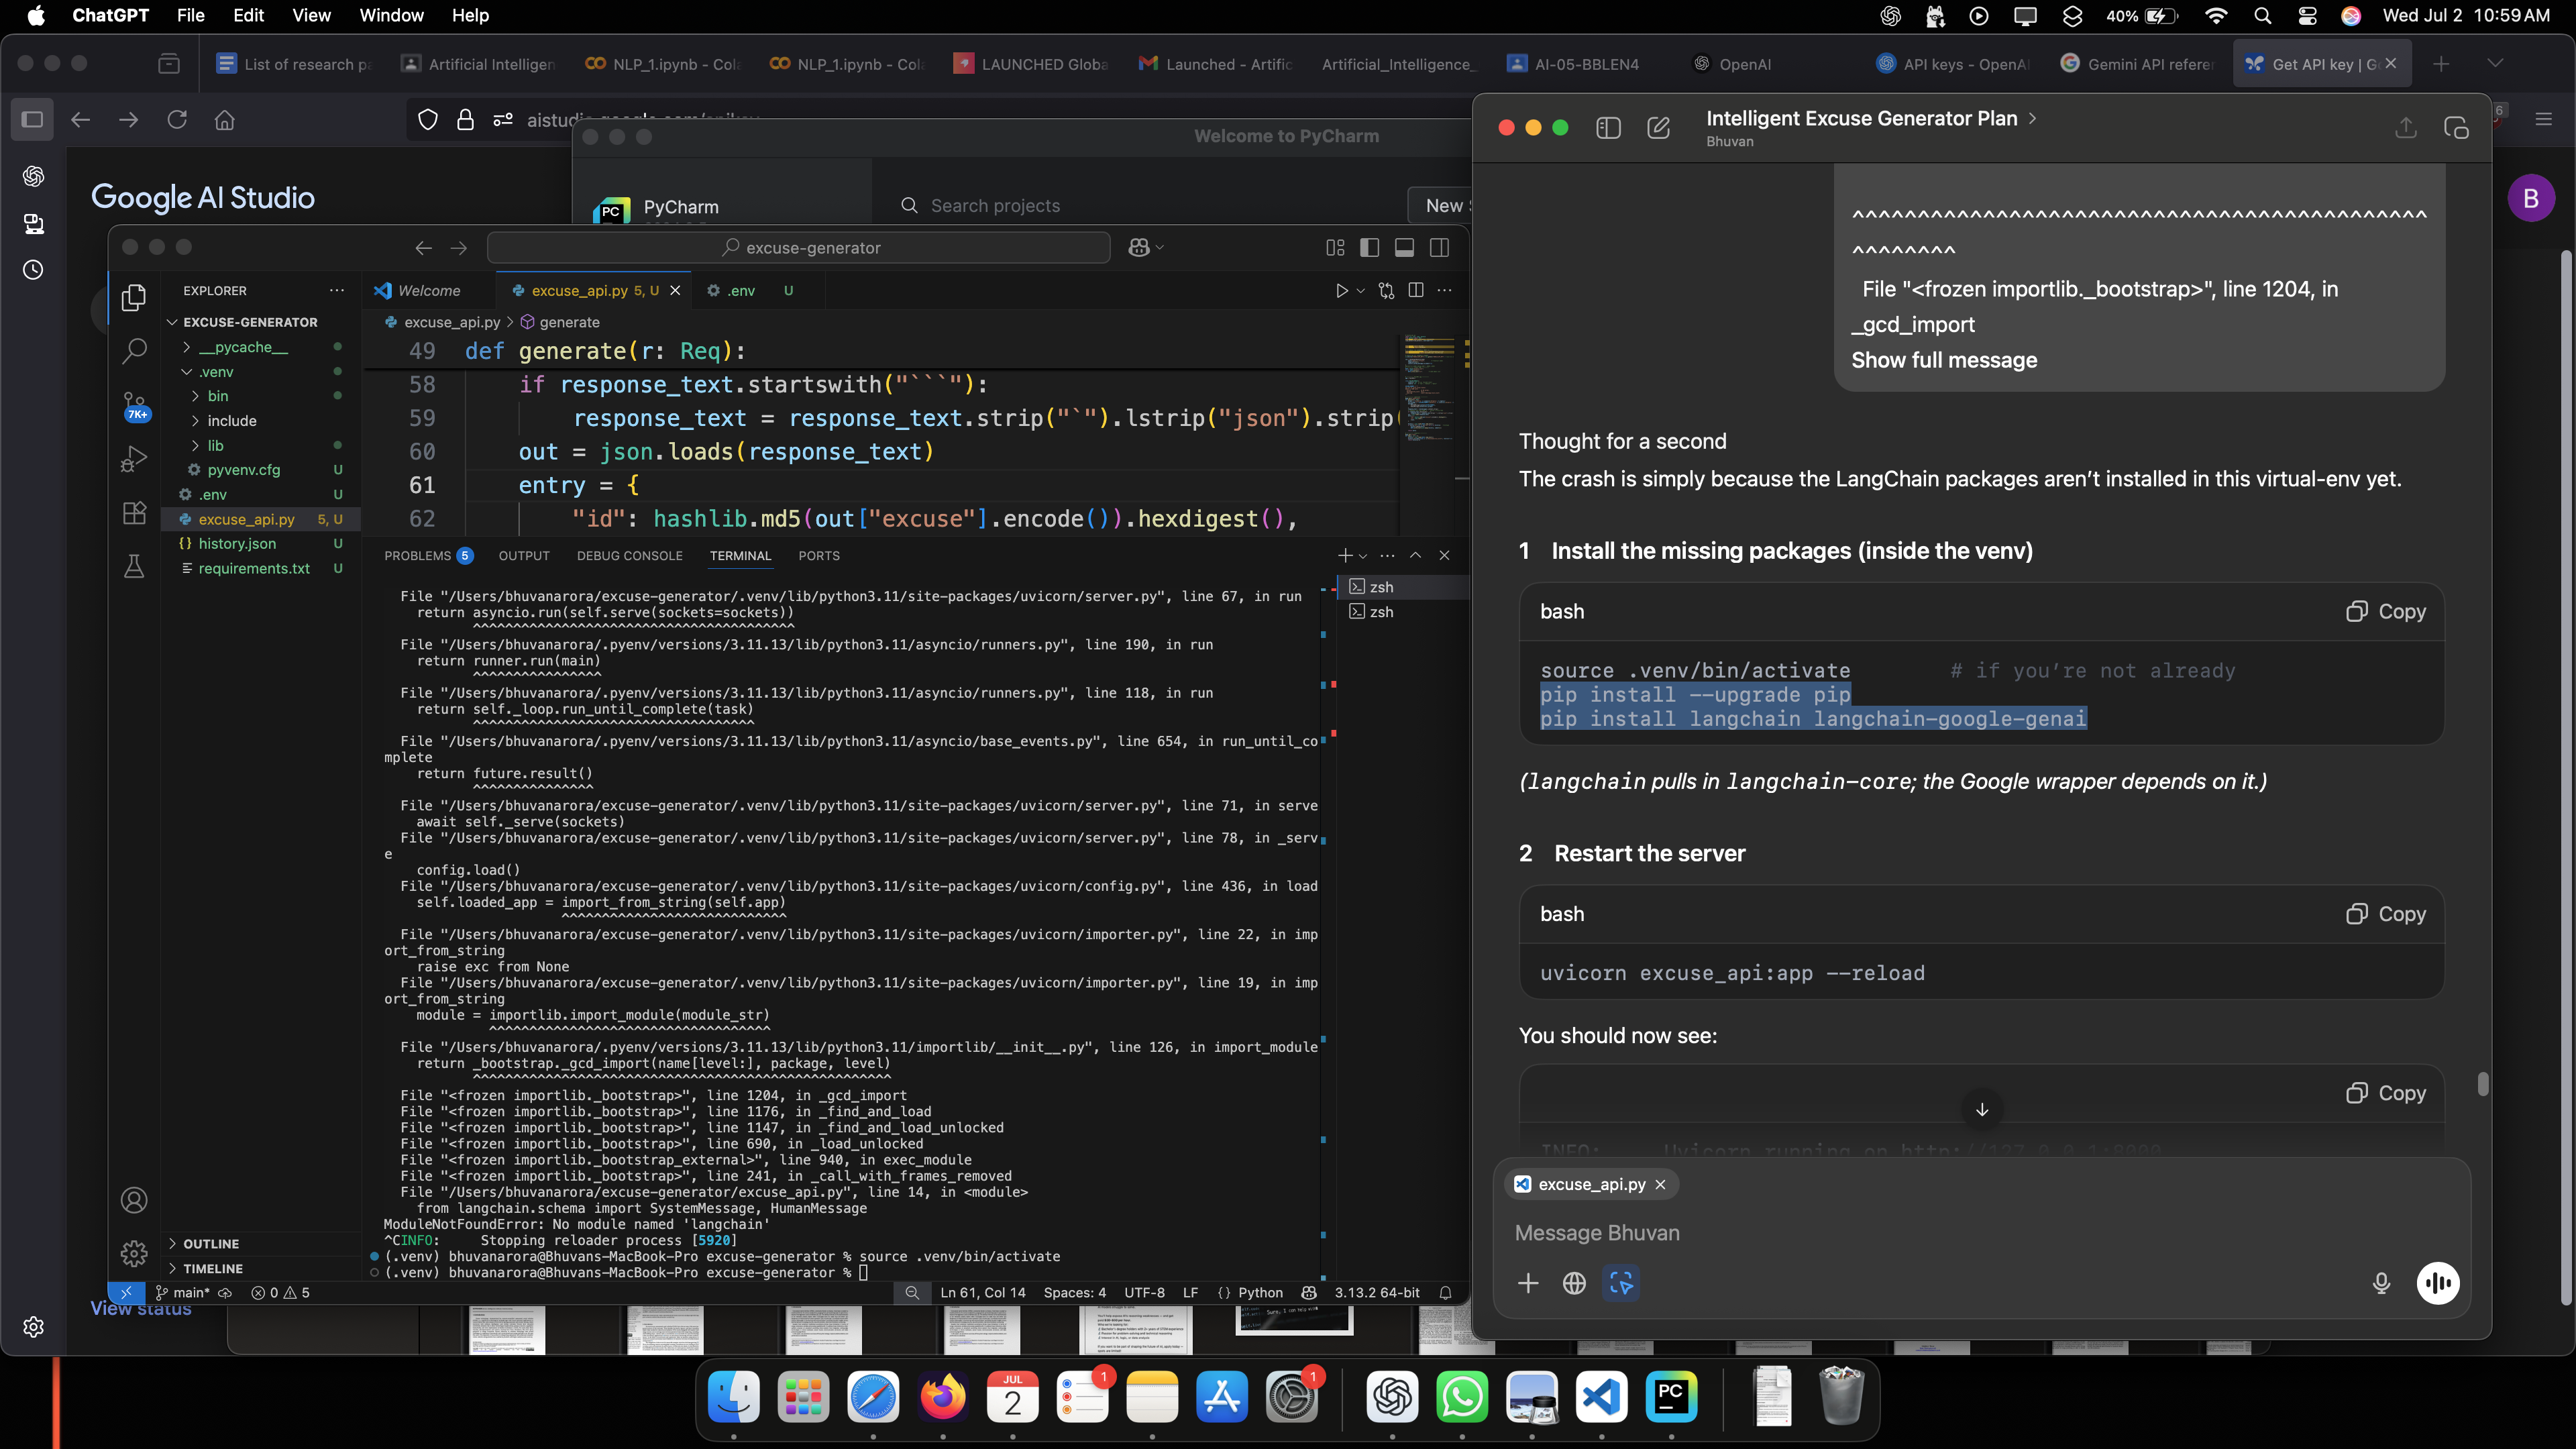 ChatGPT File Edit View Window Help
40% Wed Jul 2 10:59 AM
List of research pa
Artificial Intelligen
NLP_1.ipynb - Cola
NLP_1.ipynb - Cola
LAUNCHED Globa
Launched - Artific
Artificial_Intelligence_
AI-05-BBLEN4
OpenAI
API keys - OpenAI
Gemini API referen
Get API key | G
Google AI Studio
B
View status
Welcome to PyCharm
PC
PyCharm
Search projects
New
excuse-generator
EXPLORER
EXCUSE-GENERATOR
__pycache__
.venv
bin
include
lib
pyvenv.cfg U
.env U
excuse_api.py 5, U
history.json U
requirements.txt U
7K+
OUTLINE
TIMELINE
Welcome
excuse_api.py 5, U
.env U
excuse_api.py > generate
49 def generate(r: Req):
58 if response_text.startswith("```"):
59 response_text = response_text.strip("`").lstrip("json").strip(
60 out = json.loads(response_text)
61 entry = {
62 "id": hashlib.md5(out["excuse"].encode()).hexdigest(),
PROBLEMS 5 OUTPUT DEBUG CONSOLE TERMINAL PORTS
zsh
zsh
File "/Users/bhuvanarora/excuse-generator/.venv/lib/python3.11/site-packages/uvicorn/server.py", line 67, in run
return asyncio.run(self.serve(sockets=sockets))
^^^^^^^^^^^^^^^^^^^^^^^^^^^^^^^^^^^^^^^^
File "/Users/bhuvanarora/.pyenv/versions/3.11.13/lib/python3.11/asyncio/runners.py", line 190, in run
return runner.run(main)
^^^^^^^^^^^^^^^^
File "/Users/bhuvanarora/.pyenv/versions/3.11.13/lib/python3.11/asyncio/runners.py", line 118, in run
return self._loop.run_until_complete(task)
^^^^^^^^^^^^^^^^^^^^^^^^^^^^^^^^^^^
File "/Users/bhuvanarora/.pyenv/versions/3.11.13/lib/python3.11/asyncio/base_events.py", line 654, in run_until_co
mplete
return future.result()
^^^^^^^^^^^^^^^
File "/Users/bhuvanarora/excuse-generator/.venv/lib/python3.11/site-packages/uvicorn/server.py", line 71, in serve
await self._serve(sockets)
File "/Users/bhuvanarora/excuse-generator/.venv/lib/python3.11/site-packages/uvicorn/server.py", line 78, in _serv
e
config.load()
File "/Users/bhuvanarora/excuse-generator/.venv/lib/python3.11/site-packages/uvicorn/config.py", line 436, in load
self.loaded_app = import_from_string(self.app)
^^^^^^^^^^^^^^^^^^^^^^^^^^^^
File "/Users/bhuvanarora/excuse-generator/.venv/lib/python3.11/site-packages/uvicorn/importer.py", line 22, in imp
ort_from_string
raise exc from None
File "/Users/bhuvanarora/excuse-generator/.venv/lib/python3.11/site-packages/uvicorn/importer.py", line 19, in imp
ort_from_string
module = importlib.import_module(module_str)
^^^^^^^^^^^^^^^^^^^^^^^^^^^^^^^^^^^
File "/Users/bhuvanarora/.pyenv/versions/3.11.13/lib/python3.11/importlib/__init__.py", line 126, in import_module
return _bootstrap._gcd_import(name[level:], package, level)
^^^^^^^^^^^^^^^^^^^^^^^^^^^^^^^^^^^^^^^^^^^^^^^^^^^^
File "<frozen importlib._bootstrap>", line 1204, in _gcd_import
File "<frozen importlib._bootstrap>", line 1176, in _find_and_load
File "<frozen importlib._bootstrap>", line 1147, in _find_and_load_unlocked
File "<frozen importlib._bootstrap>", line 690, in _load_unlocked
File "<frozen importlib._bootstrap_external>", line 940, in exec_module
File "<frozen importlib._bootstrap>", line 241, in _call_with_frames_removed
File "/Users/bhuvanarora/excuse-generator/excuse_api.py", line 14, in <module>
from langchain.schema import SystemMessage, HumanMessage
ModuleNotFoundError: No module named 'langchain'
^CINFO: Stopping reloader process [5920]
(.venv) bhuvanarora@Bhuvans-MacBook-Pro excuse-generator % source .venv/bin/activate
(.venv) bhuvanarora@Bhuvans-MacBook-Pro excuse-generator %
main* 0 5 Ln 61, Col 14 Spaces: 4 UTF-8 LF {} Python 3.13.2 64-bit
Intelligent Excuse Generator Plan >
Bhuvan
6
^^^^^^^^^^^^^^^^^^^^^^^^^^^^^^^^^^^^^^^^^^^^
^^^^^^^^
File "<frozen importlib._bootstrap>", line 1204, in
_gcd_import
Show full message
Thought for a second
The crash is simply because the LangChain packages aren’t installed in this virtual-env yet.
1 Install the missing packages (inside the venv)
bash Copy
source .venv/bin/activate # if you’re not already
pip install --upgrade pip
pip install langchain langchain-google-genai
(langchain pulls in langchain-core; the Google wrapper depends on it.)
2 Restart the server
bash Copy
uvicorn excuse_api:app --reload
You should now see:
Copy
INFO: Uvicorn running on http://127.0.0.1:8000
excuse_api.py
Message Bhuvan
JUL
2
1
1
PC